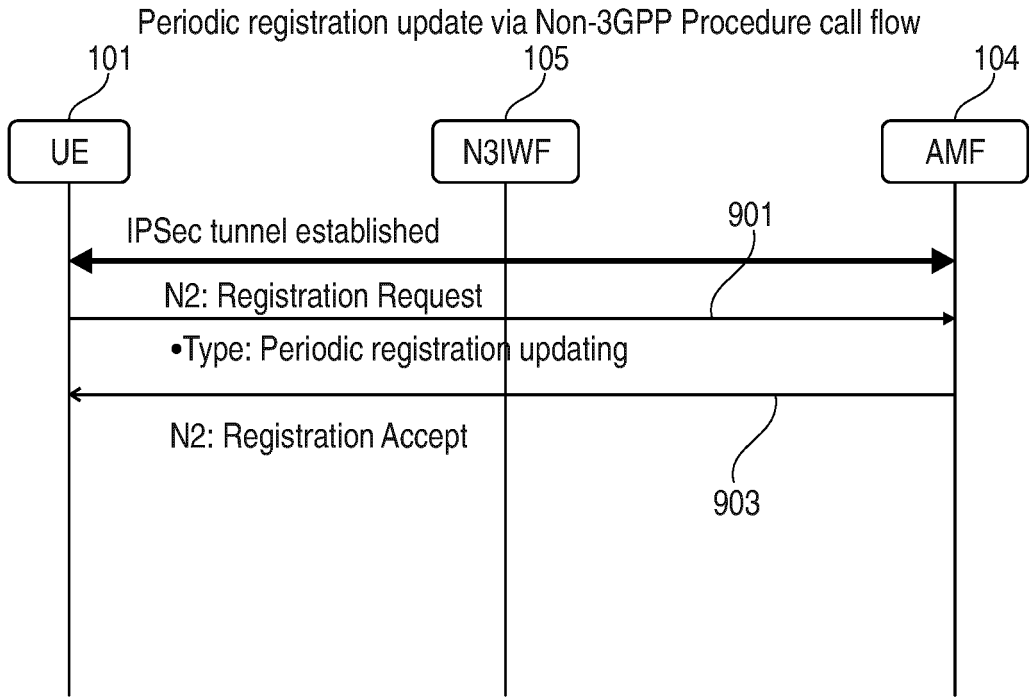 Periodic registration update via Non-3GPP Procedure call flow
101
105
104
UE
N3IWF
AMF
IPSec tunnel established
901
N2: Registration Request
•Type: Periodic registration updating
N2: Registration Accept
903